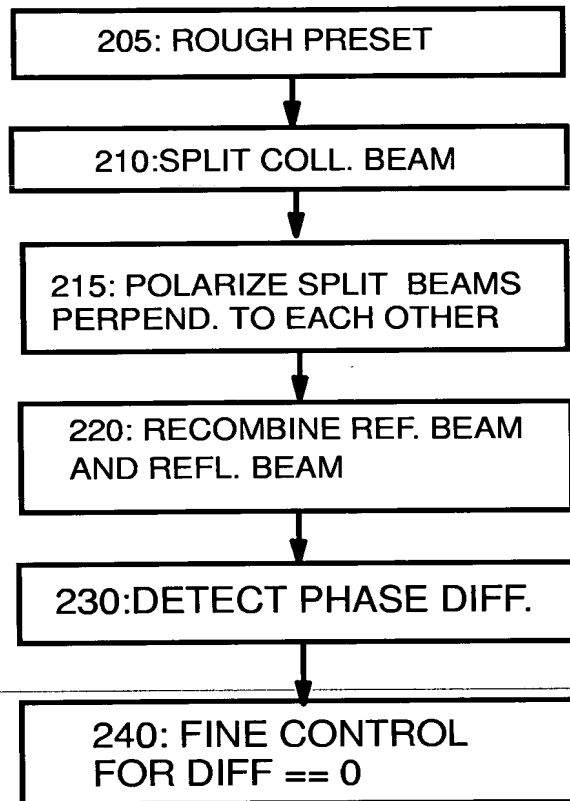 205: ROUGH PRESET
210:SPLIT COLL. BEAM
215: POLARIZE SPLIT BEAMS
PERPEND. TO EACH OTHER
220: RECOMBINE REF. BEAM
AND REFL. BEAM
230:DETECT PHASE DIFF.
240: FINE CONTROL
FOR DIFF == 0